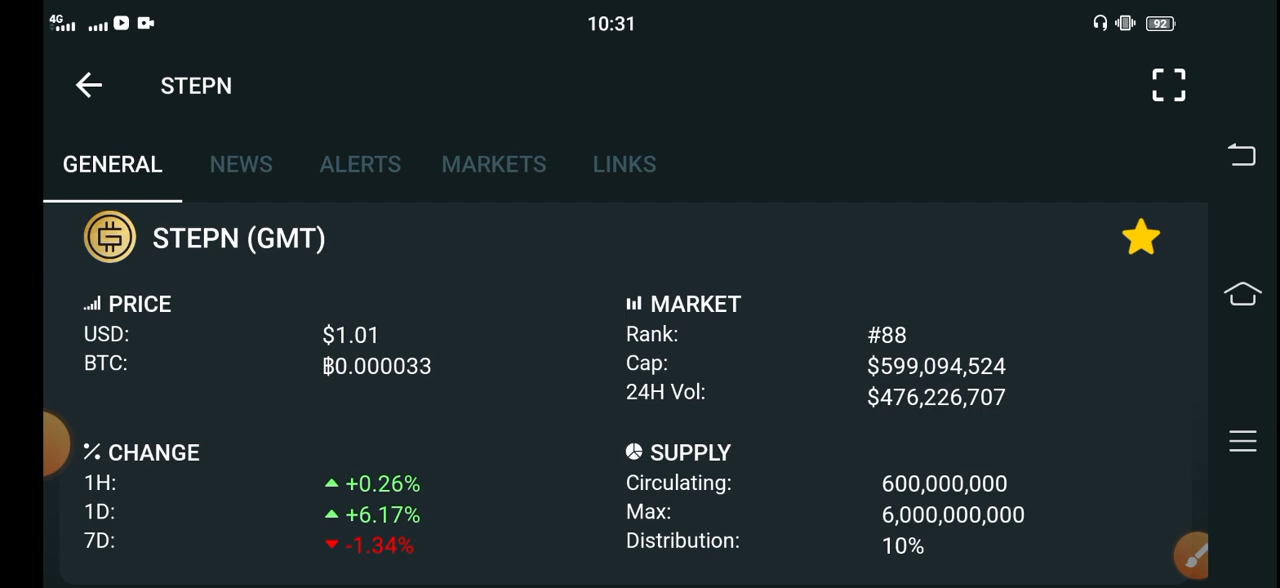 4G 10:31 92
STEPN
GENERAL NEWS ALERTS MARKETS LINKS
STEPN (GMT)
PRICE
USD: $1.01
BTC: ₿0.000033
MARKET
Rank: #88
Cap: $599,094,524
24H Vol: $476,226,707
CHANGE
1H: +0.26%
1D: +6.17%
7D: -1.34%
SUPPLY
Circulating: 600,000,000
Max: 6,000,000,000
Distribution: 10%